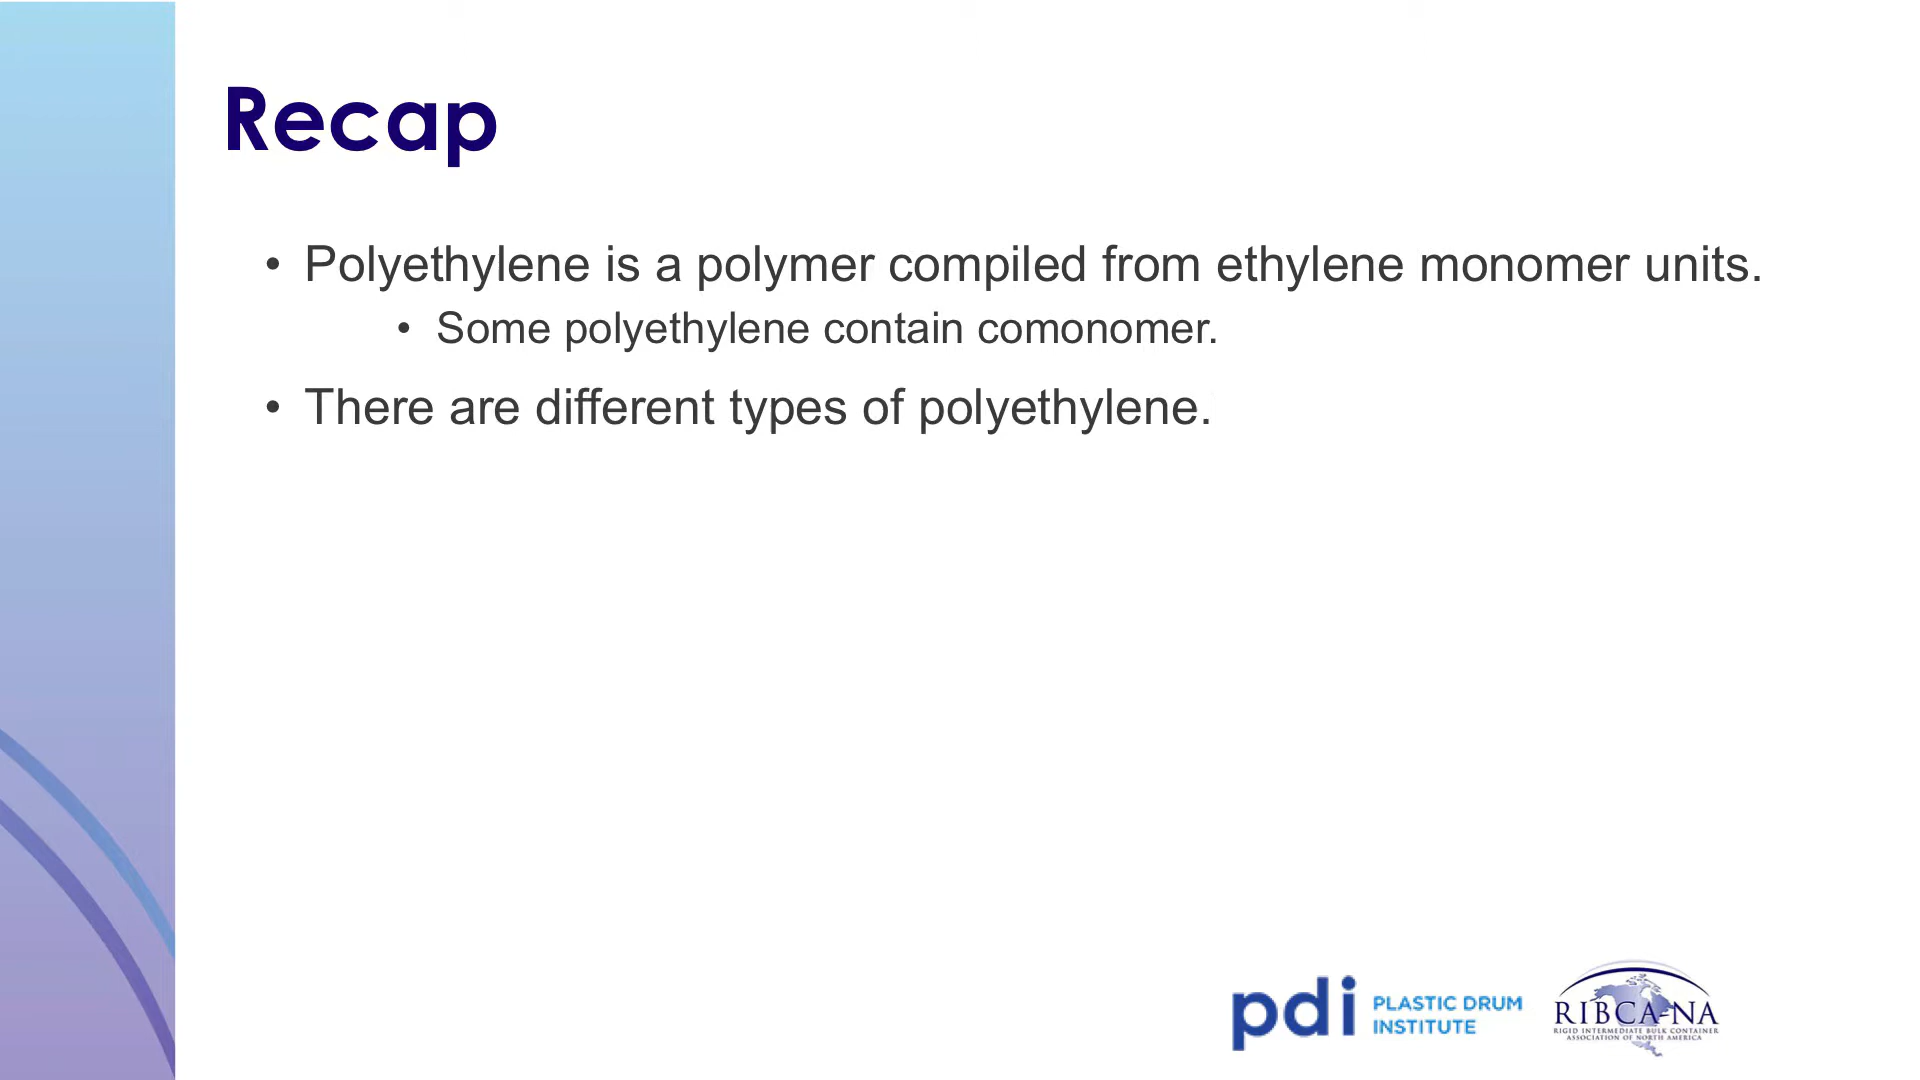 Recap
• Polyethylene is a polymer compiled from ethylene monomer units.
• Some polyethylene contain comonomer.
• There are different types of polyethylene.
pdi PLASTIC DRUM
INSTITUTE
RIBCA-NA
RIGID INTERMEDIATE BULK CONTAINER
ASSOCIATION OF NORTH AMERICA